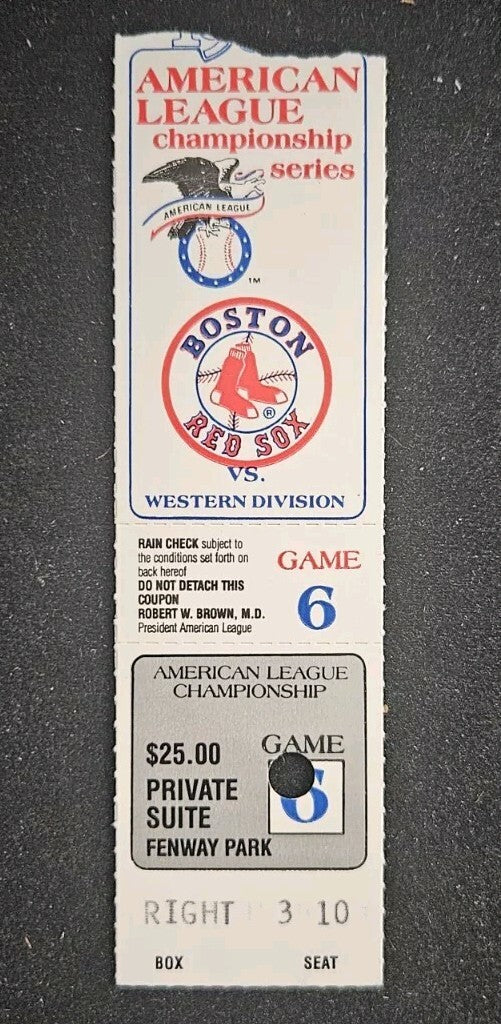 AMERICAN
LEAGUE
championship
series
AMERICAN LEAGUE
TM
BOSTON
RED SOX
®
VS.
WESTERN DIVISION
RAIN CHECK subject to
the conditions set forth on
back hereof
DO NOT DETACH THIS
COUPON
ROBERT W. BROWN, M.D.
President American League
GAME
6
AMERICAN LEAGUE
CHAMPIONSHIP
$25.00
PRIVATE
SUITE
FENWAY PARK
GAME
6
RIGHT 3 10
BOX SEAT